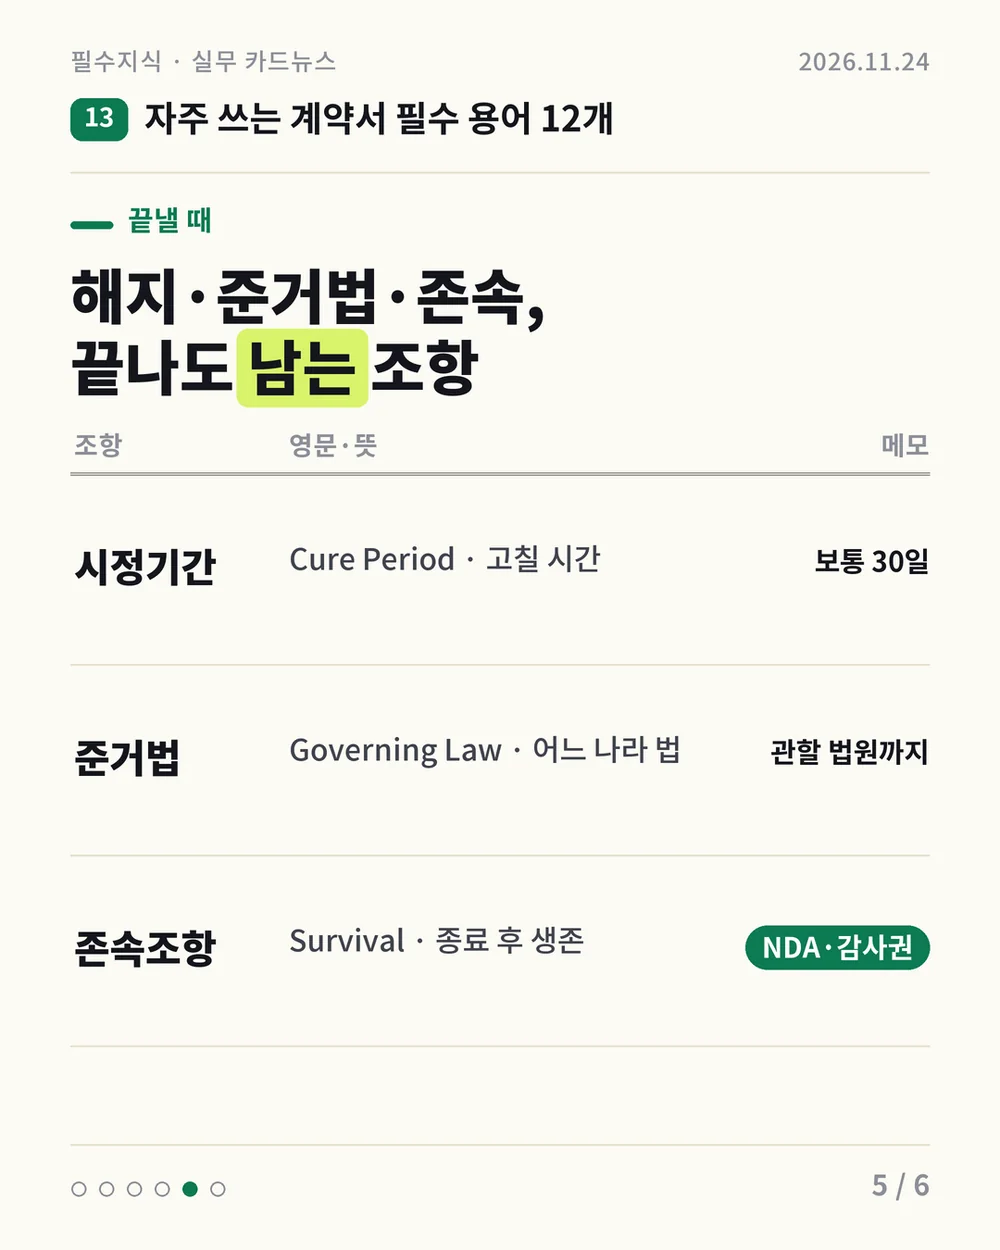 필수지식 · 실무 카드뉴스
2026.11.24
13 자주 쓰는 계약서 필수 용어 12개
끝낼 때
해지·준거법·존속,
끝나도 남는 조항
조항 영문·뜻 메모
시정기간 Cure Period · 고칠 시간 보통 30일
준거법 Governing Law · 어느 나라 법 관할 법원까지
존속조항 Survival · 종료 후 생존 NDA·감사권
5 / 6